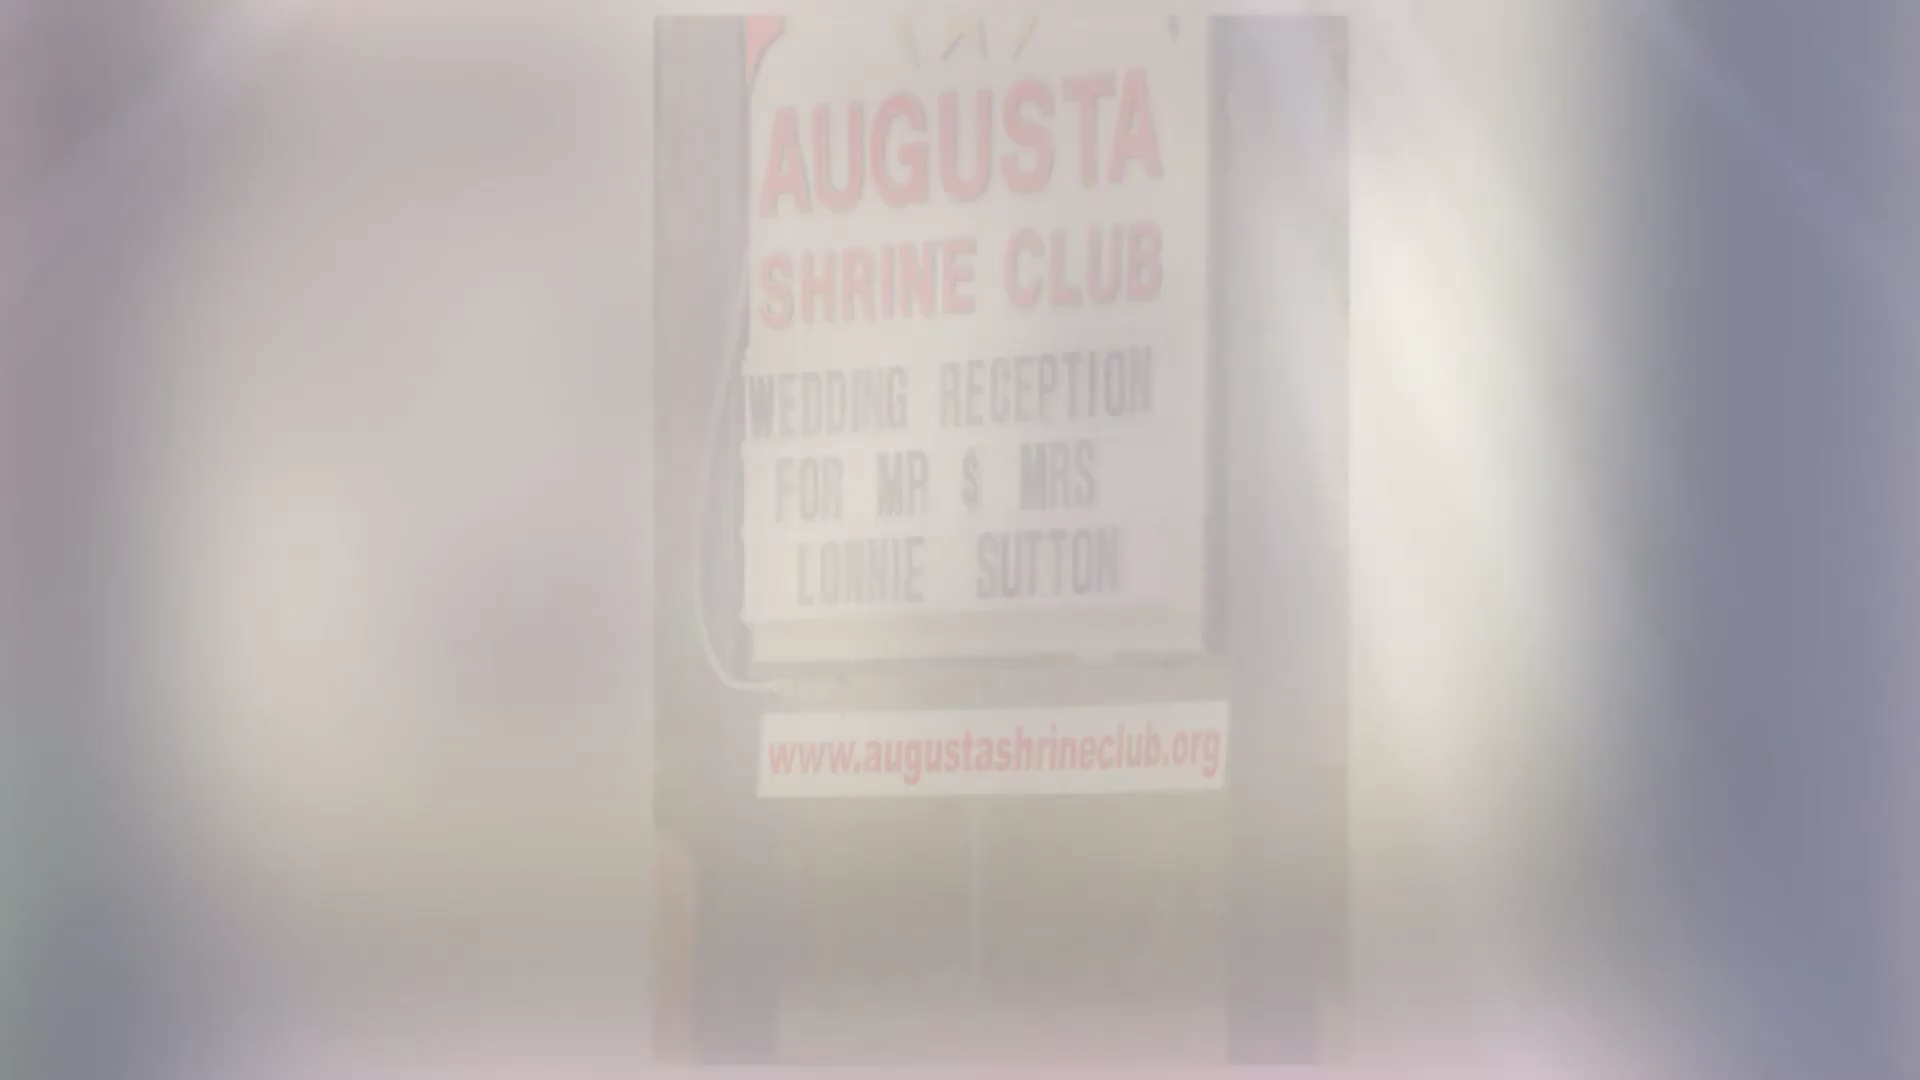 AUGUSTA
SHRINE CLUB
WEDDING RECEPTION
FOR MR $ MRS
LONNIE SUTTON
www.augustashrineclub.org